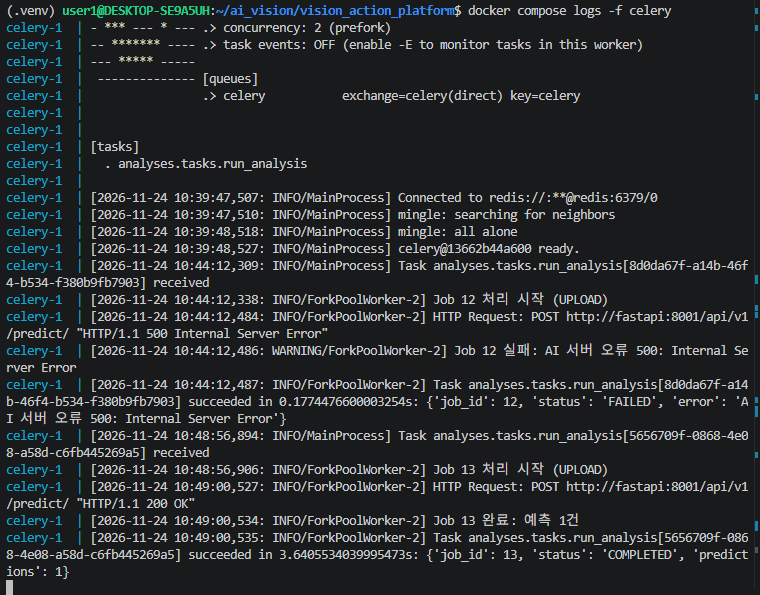 (.venv) user1@DESKTOP-SE9A5UH:~/ai_vision/vision_action_platform$ docker compose logs -f celery
celery-1  | - *** --- * --- .> concurrency: 2 (prefork)
celery-1  | -- ******* ---- .> task events: OFF (enable -E to monitor tasks in this worker)
celery-1  | --- ***** -----
celery-1  |  -------------- [queues]
celery-1  |                 .> celery           exchange=celery(direct) key=celery
celery-1  |
celery-1  |
celery-1  | [tasks]
celery-1  |   . analyses.tasks.run_analysis
celery-1  |
celery-1  | [2026-11-24 10:39:47,507: INFO/MainProcess] Connected to redis://:**@redis:6379/0
celery-1  | [2026-11-24 10:39:47,510: INFO/MainProcess] mingle: searching for neighbors
celery-1  | [2026-11-24 10:39:48,518: INFO/MainProcess] mingle: all alone
celery-1  | [2026-11-24 10:39:48,527: INFO/MainProcess] celery@13662b44a600 ready.
celery-1  | [2026-11-24 10:44:12,309: INFO/MainProcess] Task analyses.tasks.run_analysis[8d0da67f-a14b-46f
4-b534-f380b9fb7903] received
celery-1  | [2026-11-24 10:44:12,338: INFO/ForkPoolWorker-2] Job 12 처리 시작 (UPLOAD)
celery-1  | [2026-11-24 10:44:12,484: INFO/ForkPoolWorker-2] HTTP Request: POST http://fastapi:8001/api/v1
/predict/ "HTTP/1.1 500 Internal Server Error"
celery-1  | [2026-11-24 10:44:12,486: WARNING/ForkPoolWorker-2] Job 12 실패: AI 서버 오류 500: Internal Se
rver Error
celery-1  | [2026-11-24 10:44:12,487: INFO/ForkPoolWorker-2] Task analyses.tasks.run_analysis[8d0da67f-a14
b-46f4-b534-f380b9fb7903] succeeded in 0.1774476600003254s: {'job_id': 12, 'status': 'FAILED', 'error': 'A
I 서버 오류 500: Internal Server Error'}
celery-1  | [2026-11-24 10:48:56,894: INFO/MainProcess] Task analyses.tasks.run_analysis[5656709f-0868-4e0
8-a58d-c6fb445269a5] received
celery-1  | [2026-11-24 10:48:56,906: INFO/ForkPoolWorker-2] Job 13 처리 시작 (UPLOAD)
celery-1  | [2026-11-24 10:49:00,527: INFO/ForkPoolWorker-2] HTTP Request: POST http://fastapi:8001/api/v1
/predict/ "HTTP/1.1 200 OK"
celery-1  | [2026-11-24 10:49:00,534: INFO/ForkPoolWorker-2] Job 13 완료: 예측 1건
celery-1  | [2026-11-24 10:49:00,535: INFO/ForkPoolWorker-2] Task analyses.tasks.run_analysis[5656709f-086
8-4e08-a58d-c6fb445269a5] succeeded in 3.6405534039995473s: {'job_id': 13, 'status': 'COMPLETED', 'predict
ions': 1}